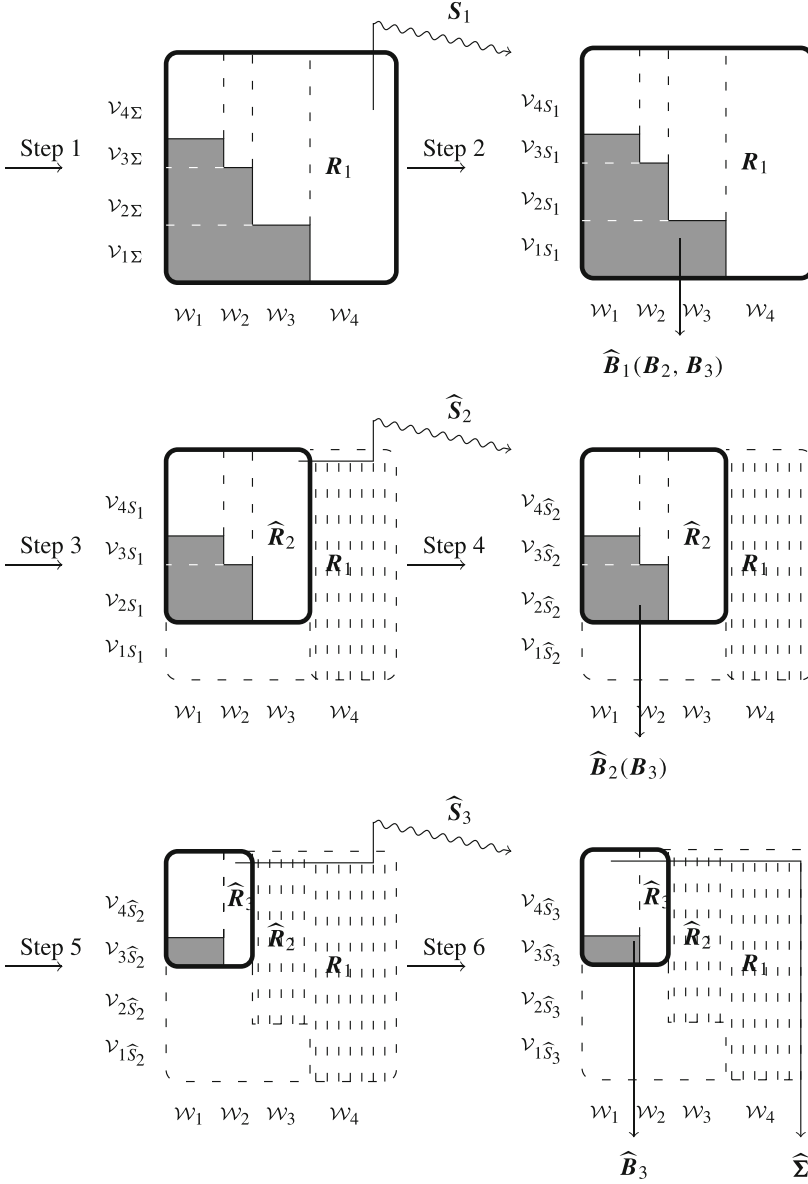 S₁
Step 1
𝒱₄Σ
𝒱₃Σ
𝒱₂Σ
𝒱₁Σ
R₁
𝒲₁ 𝒲₂ 𝒲₃ 𝒲₄
Step 2
𝒱₄S₁
𝒱₃S₁
𝒱₂S₁
𝒱₁S₁
R₁
𝒲₁ 𝒲₂ 𝒲₃ 𝒲₄
B̂₁(B₂, B₃)
Ŝ₂
Step 3
𝒱₄S₁
𝒱₃S₁
𝒱₂S₁
𝒱₁S₁
R̂₂
R₁
𝒲₁ 𝒲₂ 𝒲₃ 𝒲₄
Step 4
𝒱₄Ŝ₂
𝒱₃Ŝ₂
𝒱₂Ŝ₂
𝒱₁Ŝ₂
R̂₂
R₁
𝒲₁ 𝒲₂ 𝒲₃ 𝒲₄
B̂₂(B₃)
Ŝ₃
Step 5
𝒱₄Ŝ₂
𝒱₃Ŝ₂
𝒱₂Ŝ₂
𝒱₁Ŝ₂
R̂₃
R̂₂
R₁
𝒲₁ 𝒲₂ 𝒲₃ 𝒲₄
Step 6
𝒱₄Ŝ₃
𝒱₃Ŝ₃
𝒱₂Ŝ₃
𝒱₁Ŝ₃
R̂₃
R̂₂
R₁
𝒲₁ 𝒲₂ 𝒲₃ 𝒲₄
B̂₃
Σ̂